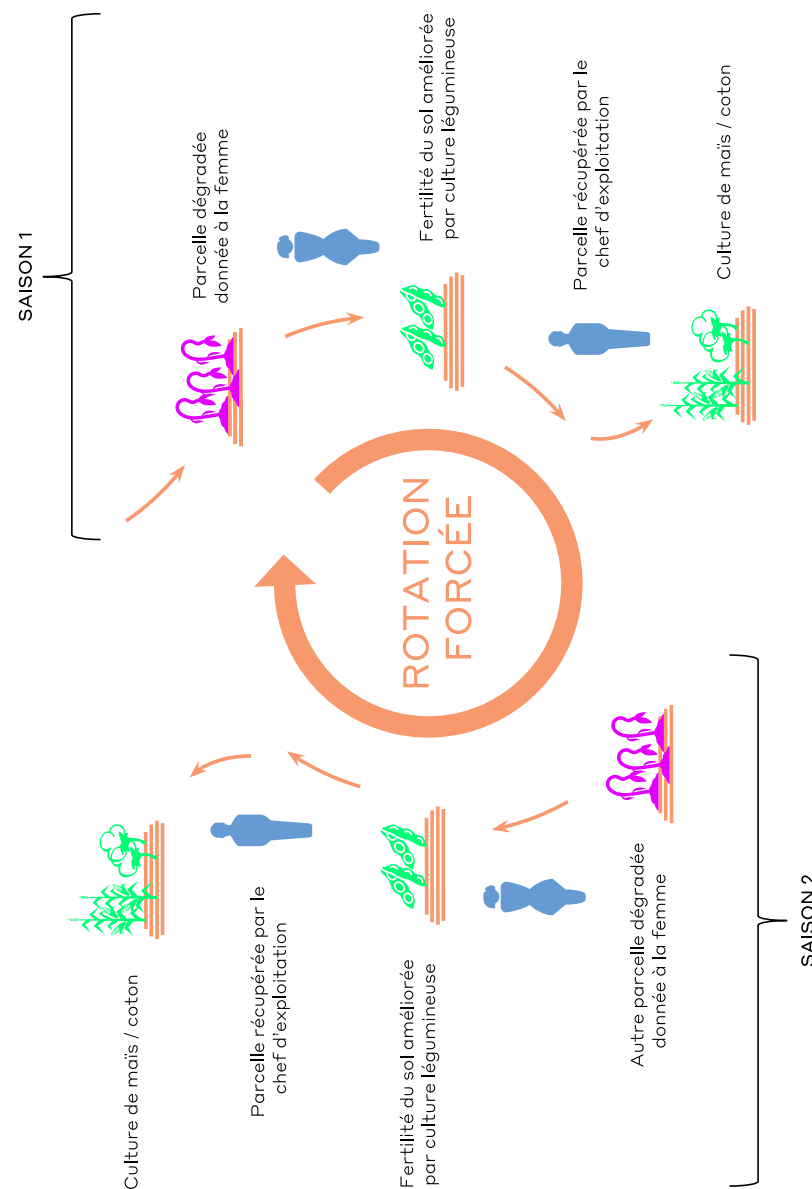 SAISON 1
Parcelle dégradée
donnée à la femme
Fertilité du sol améliorée
par culture légumineuse
Parcelle récupérée par le
chef d'exploitation
Culture de maïs / coton
ROTATION
FORCÉE
Autre parcelle dégradée
donnée à la femme
Fertilité du sol améliorée
par culture légumineuse
Parcelle récupérée par le
chef d'exploitation
Culture de maïs / coton
SAISON 2